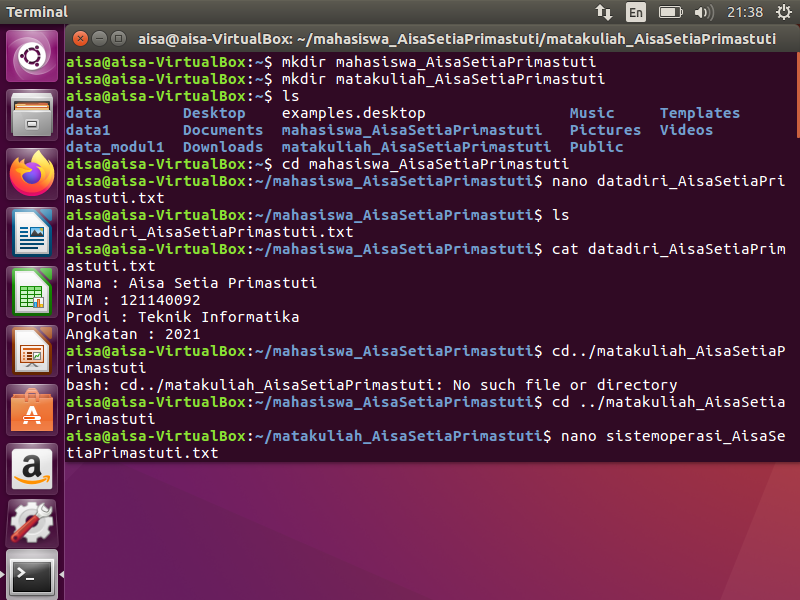 Terminal
En
21:38
aisa@aisa-VirtualBox: ~/mahasiswa_AisaSetiaPrimastuti/matakuliah_AisaSetiaPrimastuti
aisa@aisa-VirtualBox:~$ mkdir mahasiswa_AisaSetiaPrimastuti
aisa@aisa-VirtualBox:~$ mkdir matakuliah_AisaSetiaPrimastuti
aisa@aisa-VirtualBox:~$ ls
data Desktop examples.desktop Music Templates
data1 Documents mahasiswa_AisaSetiaPrimastuti Pictures Videos
data_modul1 Downloads matakuliah_AisaSetiaPrimastuti Public
aisa@aisa-VirtualBox:~$ cd mahasiswa_AisaSetiaPrimastuti
aisa@aisa-VirtualBox:~/mahasiswa_AisaSetiaPrimastuti$ nano datadiri_AisaSetiaPri
mastuti.txt
aisa@aisa-VirtualBox:~/mahasiswa_AisaSetiaPrimastuti$ ls
datadiri_AisaSetiaPrimastuti.txt
aisa@aisa-VirtualBox:~/mahasiswa_AisaSetiaPrimastuti$ cat datadiri_AisaSetiaPrim
astuti.txt
Nama : Aisa Setia Primastuti
NIM : 121140092
Prodi : Teknik Informatika
Angkatan : 2021
aisa@aisa-VirtualBox:~/mahasiswa_AisaSetiaPrimastuti$ cd../matakuliah_AisaSetiaP
rimastuti
bash: cd../matakuliah_AisaSetiaPrimastuti: No such file or directory
aisa@aisa-VirtualBox:~/mahasiswa_AisaSetiaPrimastuti$ cd ../matakuliah_AisaSetia
Primastuti
aisa@aisa-VirtualBox:~/matakuliah_AisaSetiaPrimastuti$ nano sistemoperasi_AisaSe
tiaPrimastuti.txt